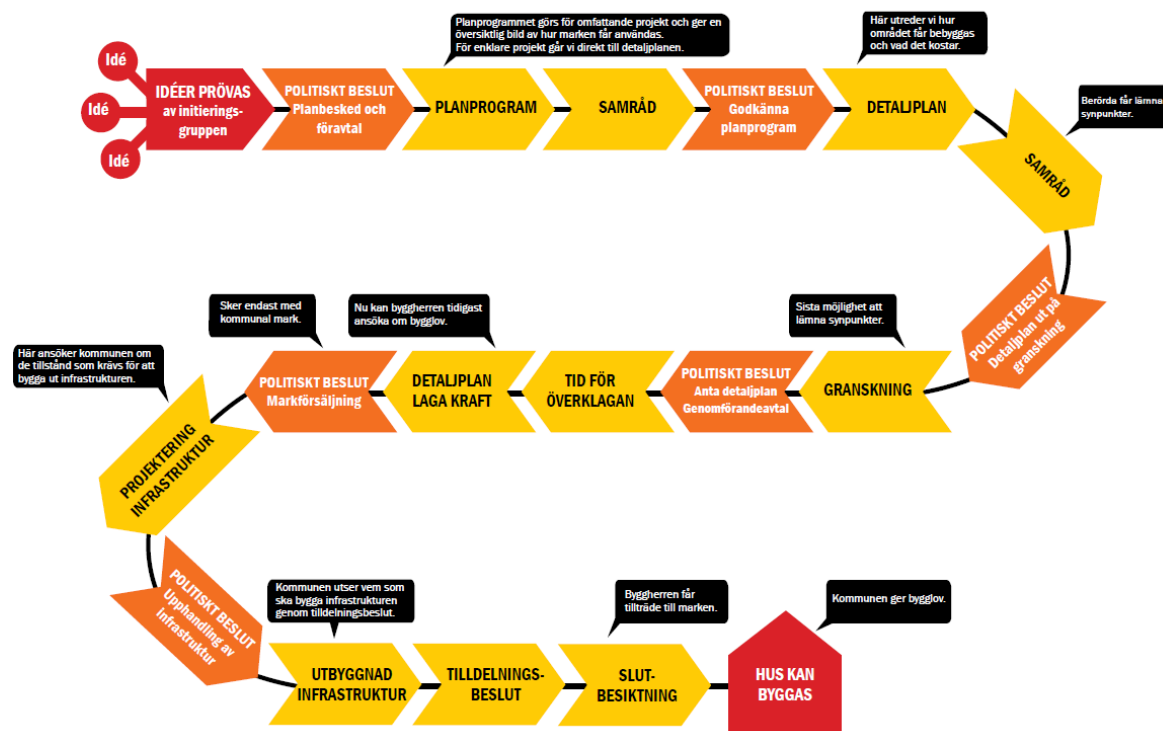 Idé
Idé
Idé
IDÉER PRÖVAS
av initierings-
gruppen
POLITISKT BESLUT
Planbesked och
föravtal
Planprogrammet görs för omfattande projekt och ger en
översiktlig bild av hur marken får användas.
För enklare projekt går vi direkt till detaljplanen.
PLANPROGRAM
SAMRÅD
POLITISKT BESLUT
Godkänna
planprogram
Här utreder vi hur
området får bebyggas
och vad det kostar.
DETALJPLAN
Berörda får lämna
synpunkter.
SAMRÅD
POLITISKT BESLUT
Detaljplan ut på
granskning
Sista möjlighet att
lämna synpunkter.
GRANSKNING
POLITISKT BESLUT
Anta detaljplan
Genomförandeavtal
TID FÖR
ÖVERKLAGAN
Nu kan byggherren tidigast
ansöka om bygglov.
DETALJPLAN
LAGA KRAFT
Sker endast med
kommunal mark.
POLITISKT BESLUT
Markförsäljning
Här ansöker kommunen om
de tillstånd som krävs för att
bygga ut infrastrukturen.
PROJEKTERING
INFRASTRUKTUR
POLITISKT BESLUT
Upphandling av
Infrastruktur
Kommunen utser vem som
ska bygga infrastrukturen
genom tilldelningsbeslut.
UTBYGGNAD
INFRASTRUKTUR
TILLDELNINGS-
BESLUT
Byggherren får
tillträde till marken.
SLUT-
BESIKTNING
Kommunen ger bygglov.
HUS KAN
BYGGAS